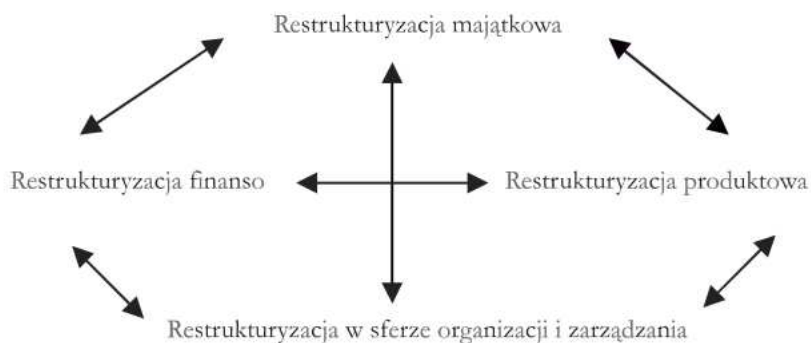 Restrukturyzacja majątkowa
Restrukturyzacja finanso
Restrukturyzacja produktowa
Restrukturyzacja w sferze organizacji i zarządzania